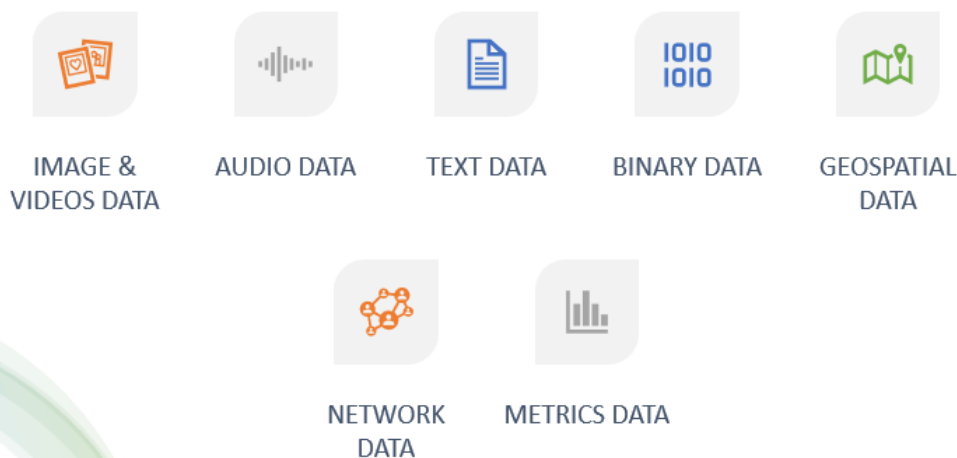 1010
1010
IMAGE &
VIDEOS DATA
AUDIO DATA
TEXT DATA
BINARY DATA
GEOSPATIAL
DATA
NETWORK
DATA
METRICS DATA